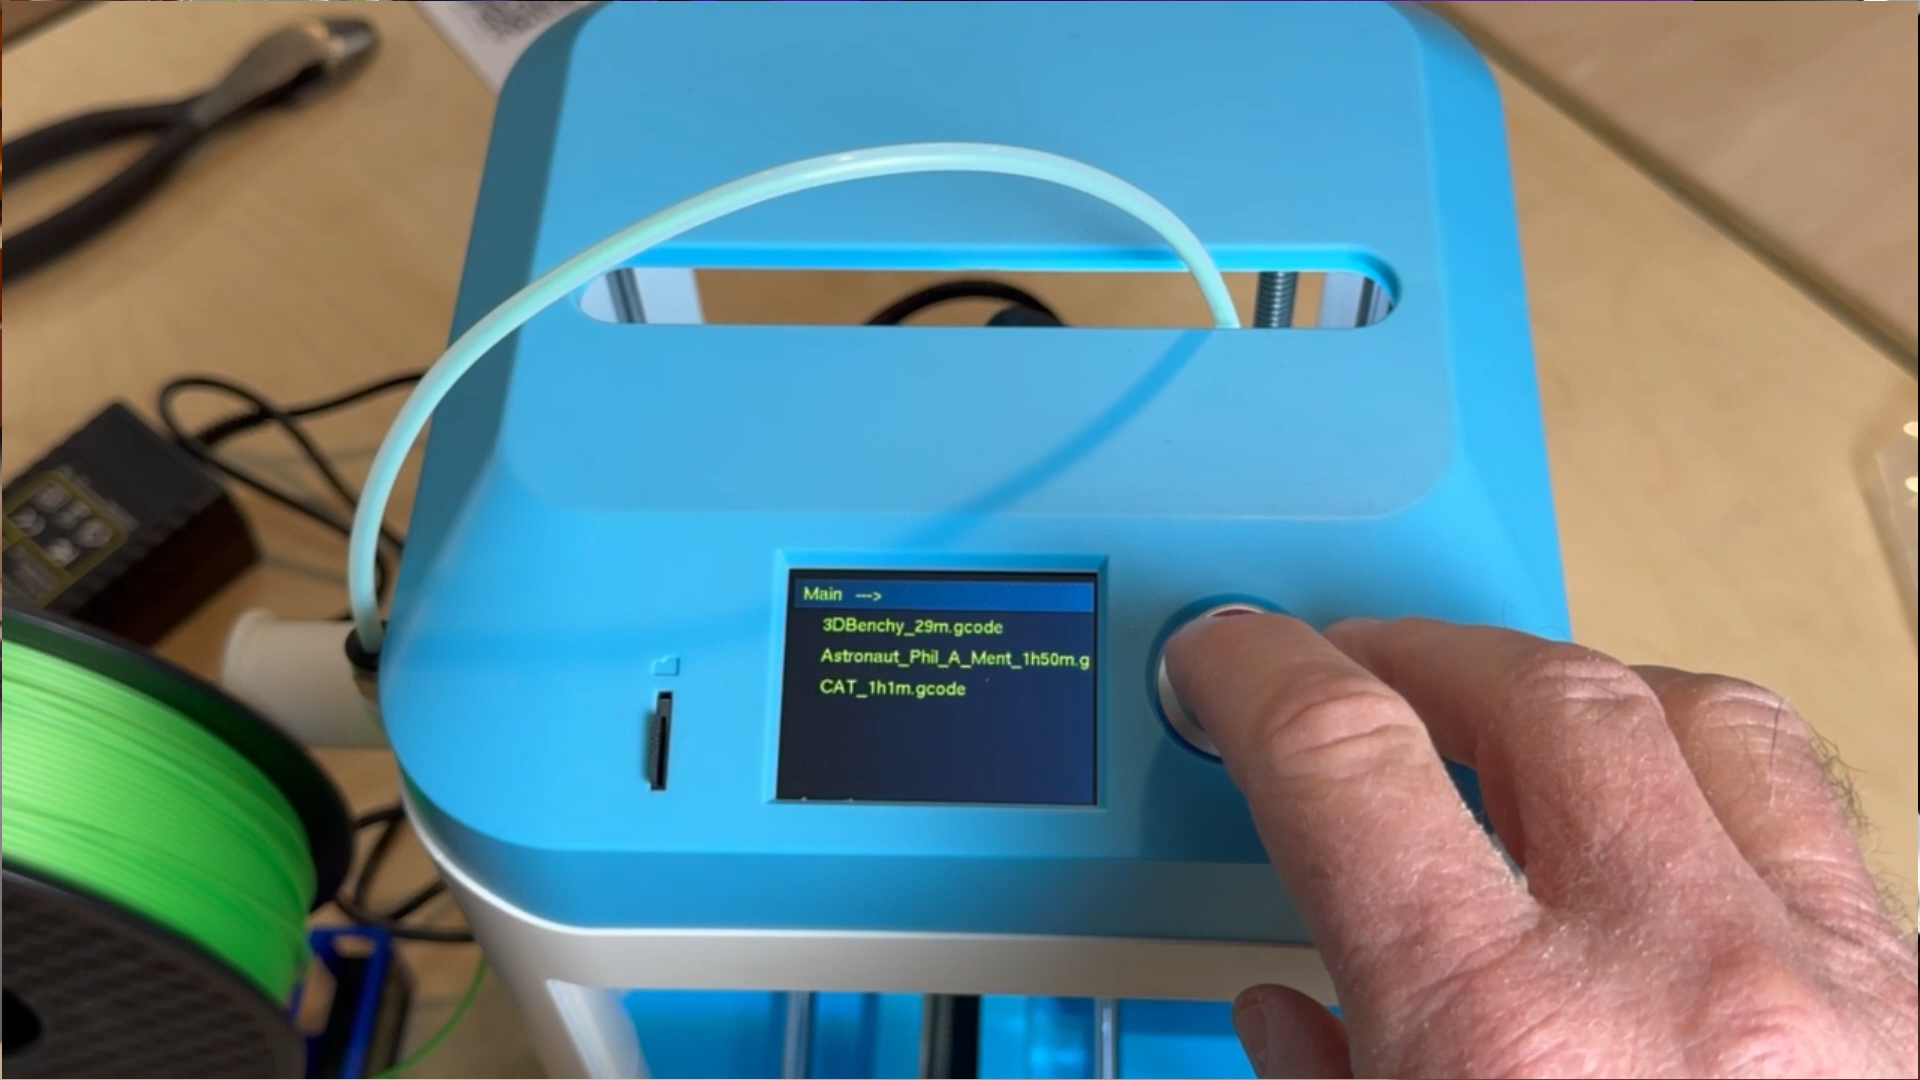 Main --->
3DBenchy_29m.gcode
Astronaut_Phil_A_Ment_1h50m.g
CAT_1h1m.gcode